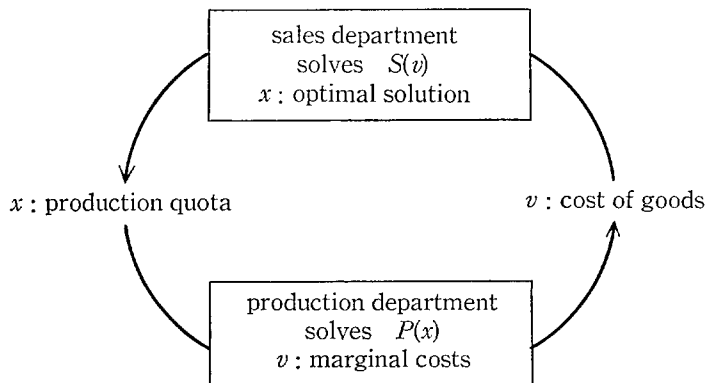 sales department
solves S(v)
x : optimal solution
x : production quota
v : cost of goods
production department
solves P(x)
v : marginal costs